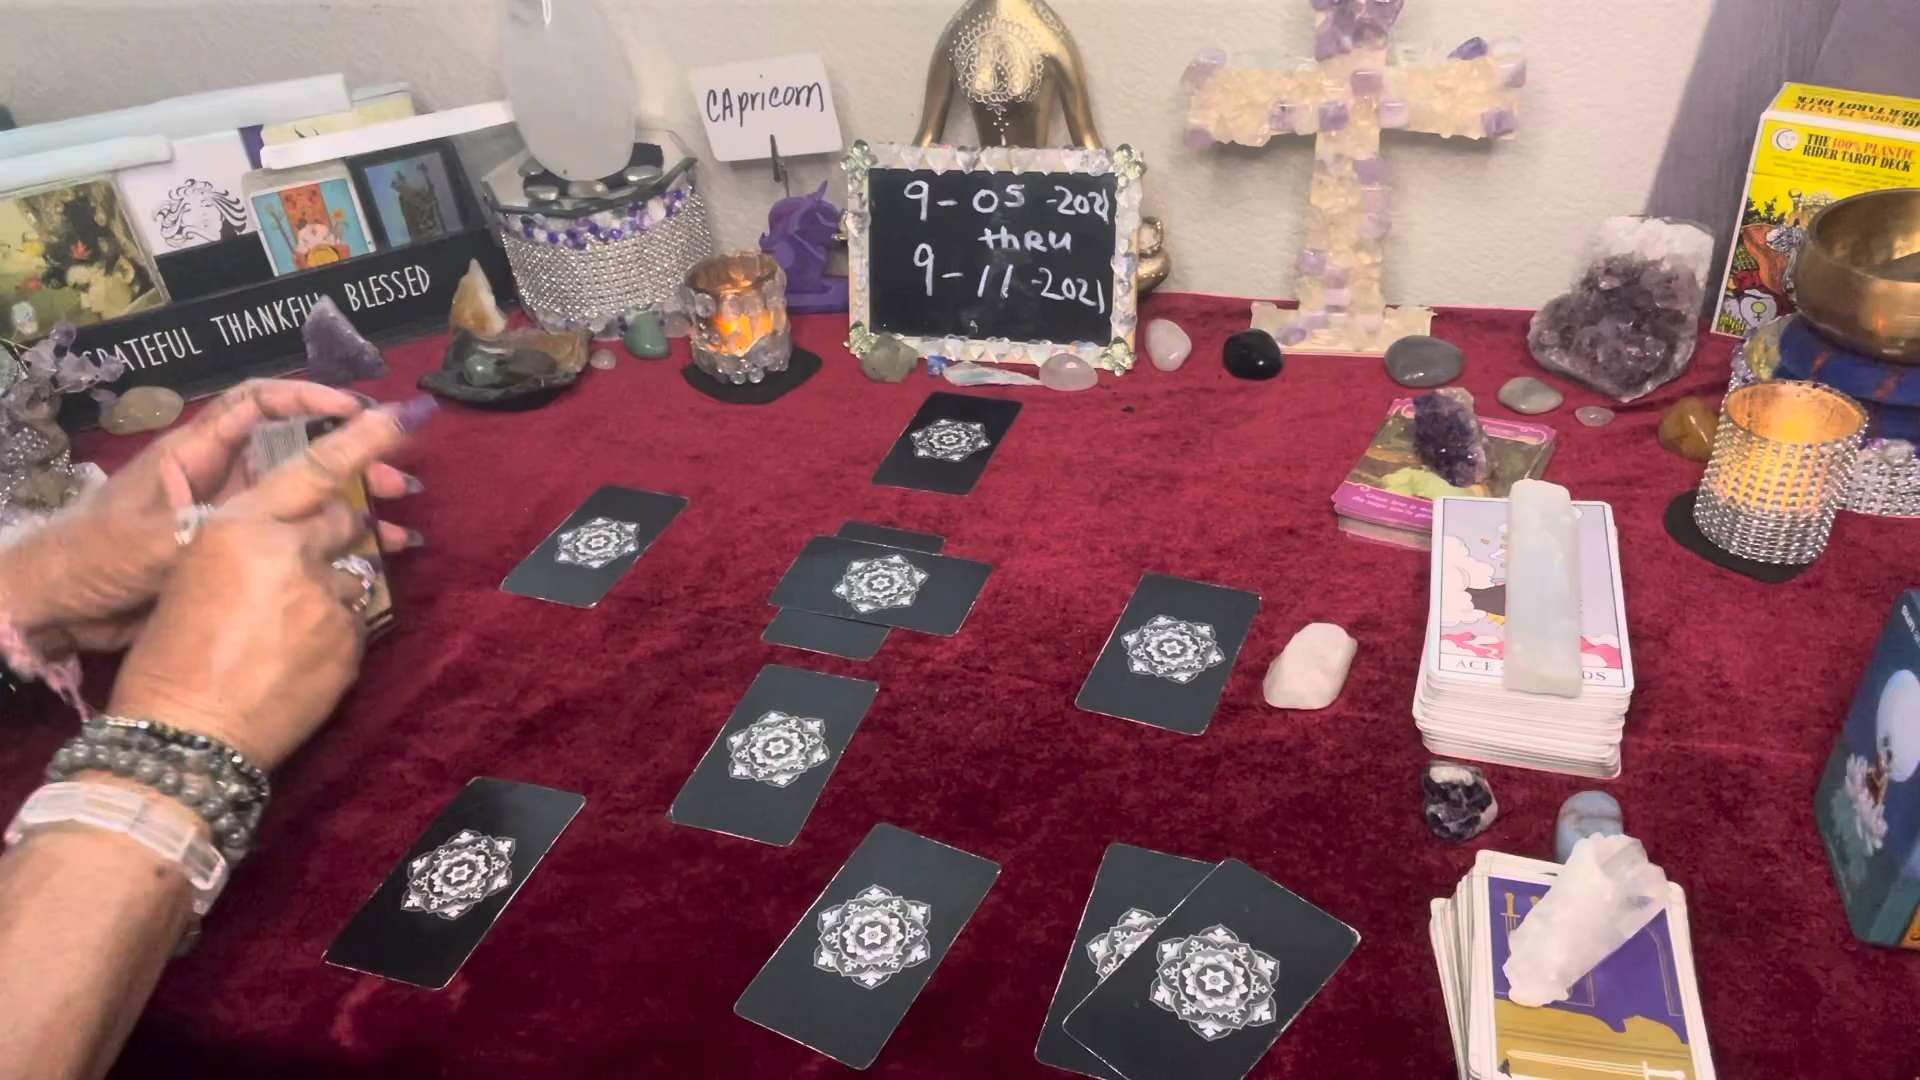 CApricorn
9-05-2021
thRu
9-11-2021
GRATEFUL THANKFUL BLESSED
THE 100% PLASTIC
RIDER TAROT DECK
ACE
DS